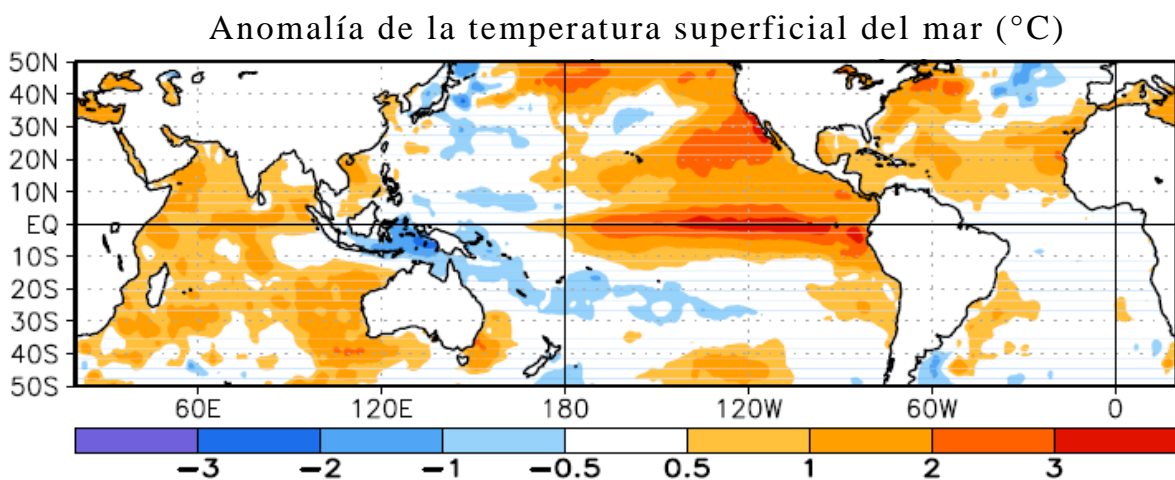 Anomalía de la temperatura superficial del mar (°C)
50N
40N
30N
20N
10N
EQ
10S
20S
30S
40S
50S
60E 120E 180 120W 60W 0
−3 −2 −1 −0.5 0.5 1 2 3